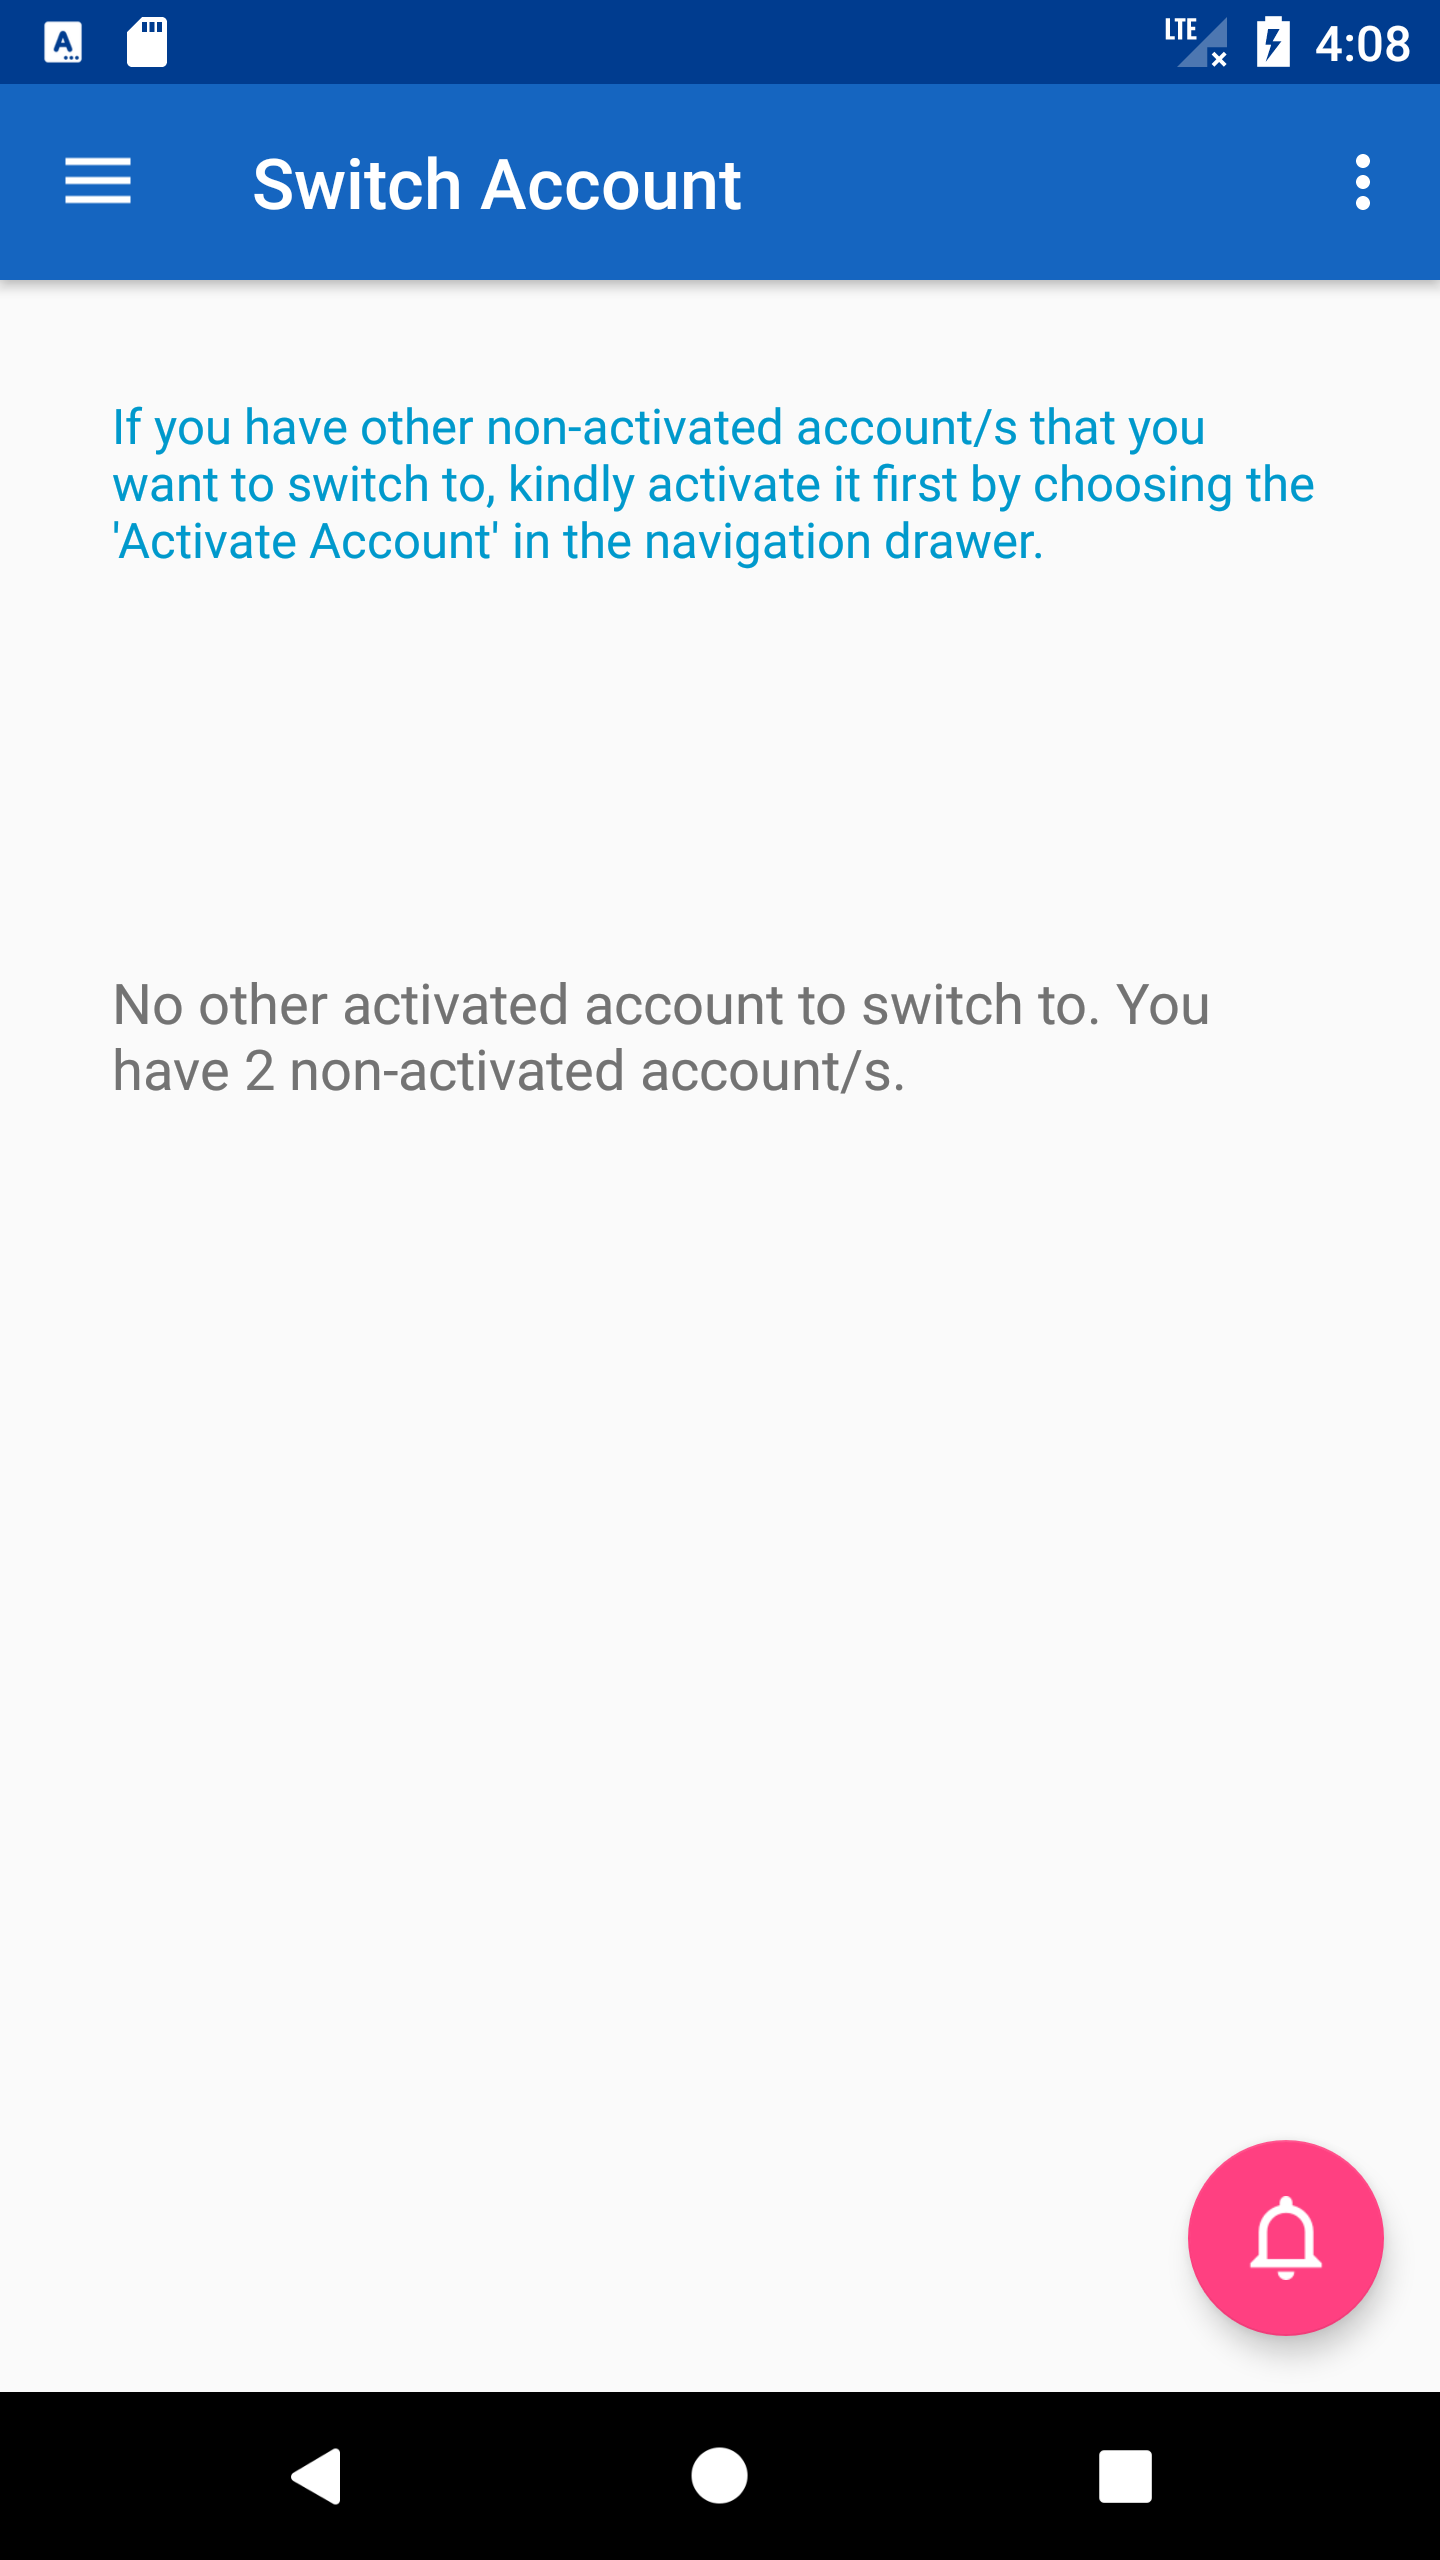 LTE 4:08
Switch Account
If you have other non-activated account/s that you
want to switch to, kindly activate it first by choosing the
'Activate Account' in the navigation drawer.
No other activated account to switch to. You
have 2 non-activated account/s.